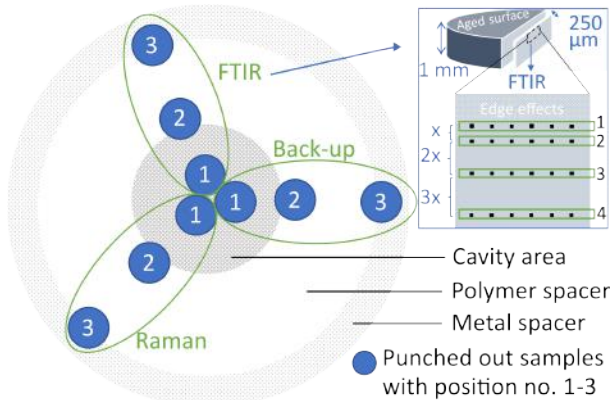 3
FTIR
2
1
Back-up
1
1
2
3
2
3
Raman
Aged surface
250
μm
1 mm
FTIR
Edge effects
x
2x
3x
1
2
3
4
Cavity area
Polymer spacer
Metal spacer
Punched out samples
with position no. 1-3